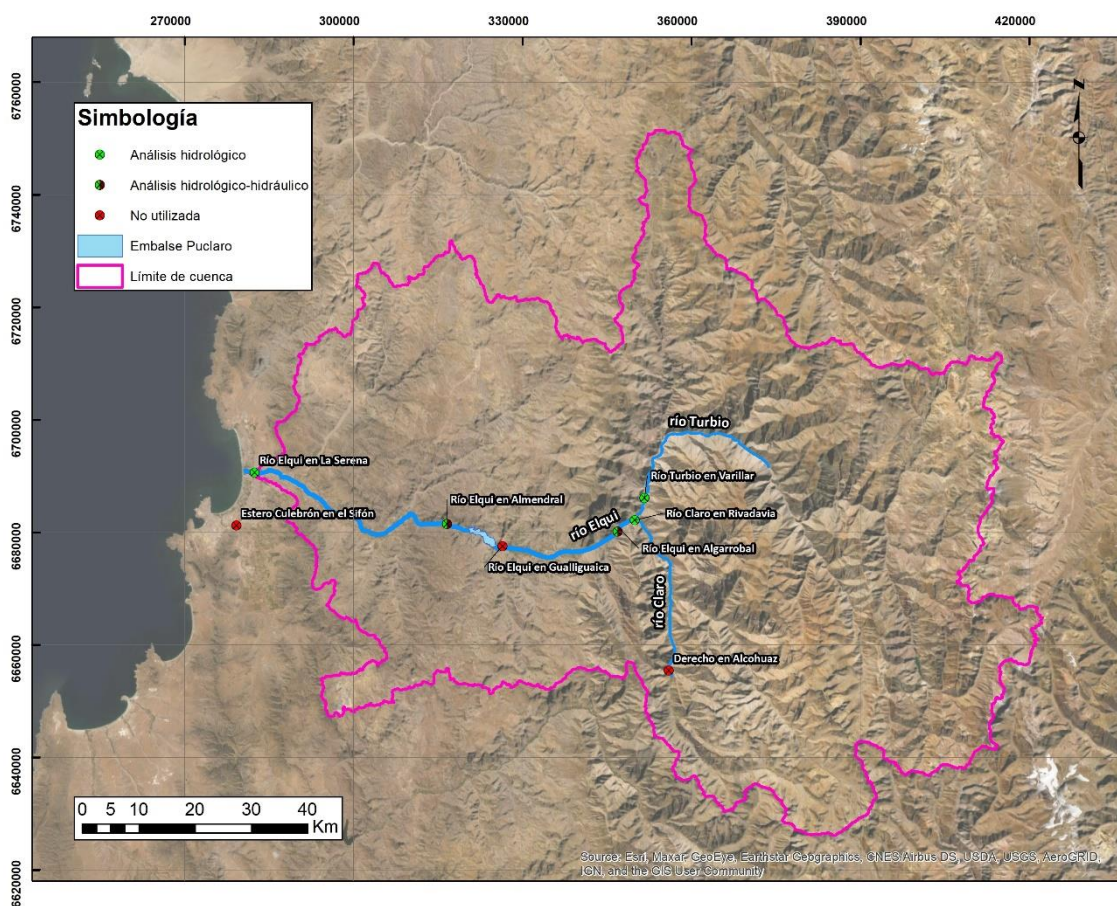 270000
300000
330000
360000
390000
420000
6760000
6740000
6720000
6700000
6680000
6660000
6640000
6620000
Simbología
Análisis hidrológico
Análisis hidrológico-hidráulico
No utilizada
Embalse Puclaro
Límite de cuenca
Z
río Turbio
Río Elqui en La Serena
Río Turbio en Varillar
Río Elqui en Almendral
Río Claro en Rivadavia
Estero Culebrón en el Sifón
río Elqui
Río Elqui en Algarrobal
Río Elqui en Gualliguaica
río Claro
Derecho en Alcohuaz
0 5 10 20 30 40
Km
Source: Esri, Maxar, GeoEye, Earthstar Geographics, CNES/Airbus DS, USDA, USGS, AeroGRID,
IGN, and the GIS User Community